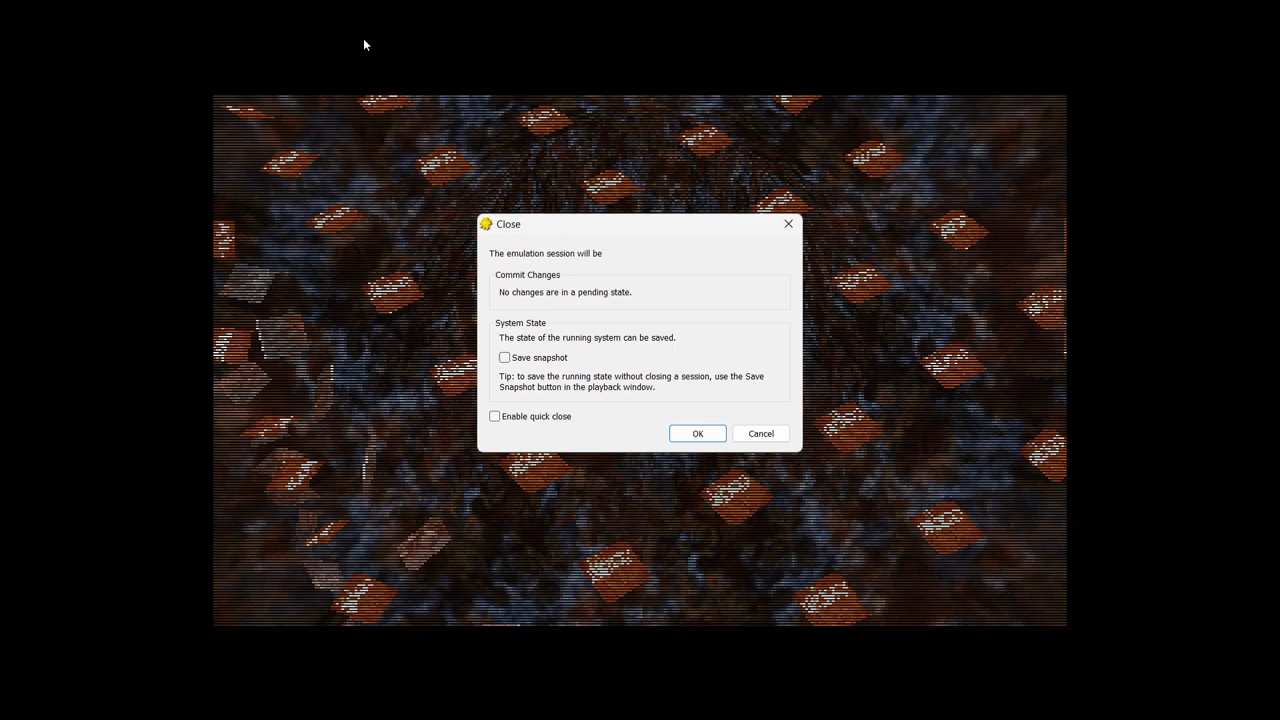 Close
The emulation session will be
Commit Changes
No changes are in a pending state.
System State
The state of the running system can be saved.
Save snapshot
Tip: to save the running state without closing a session, use the Save
Snapshot button in the playback window.
Enable quick close
OK
Cancel